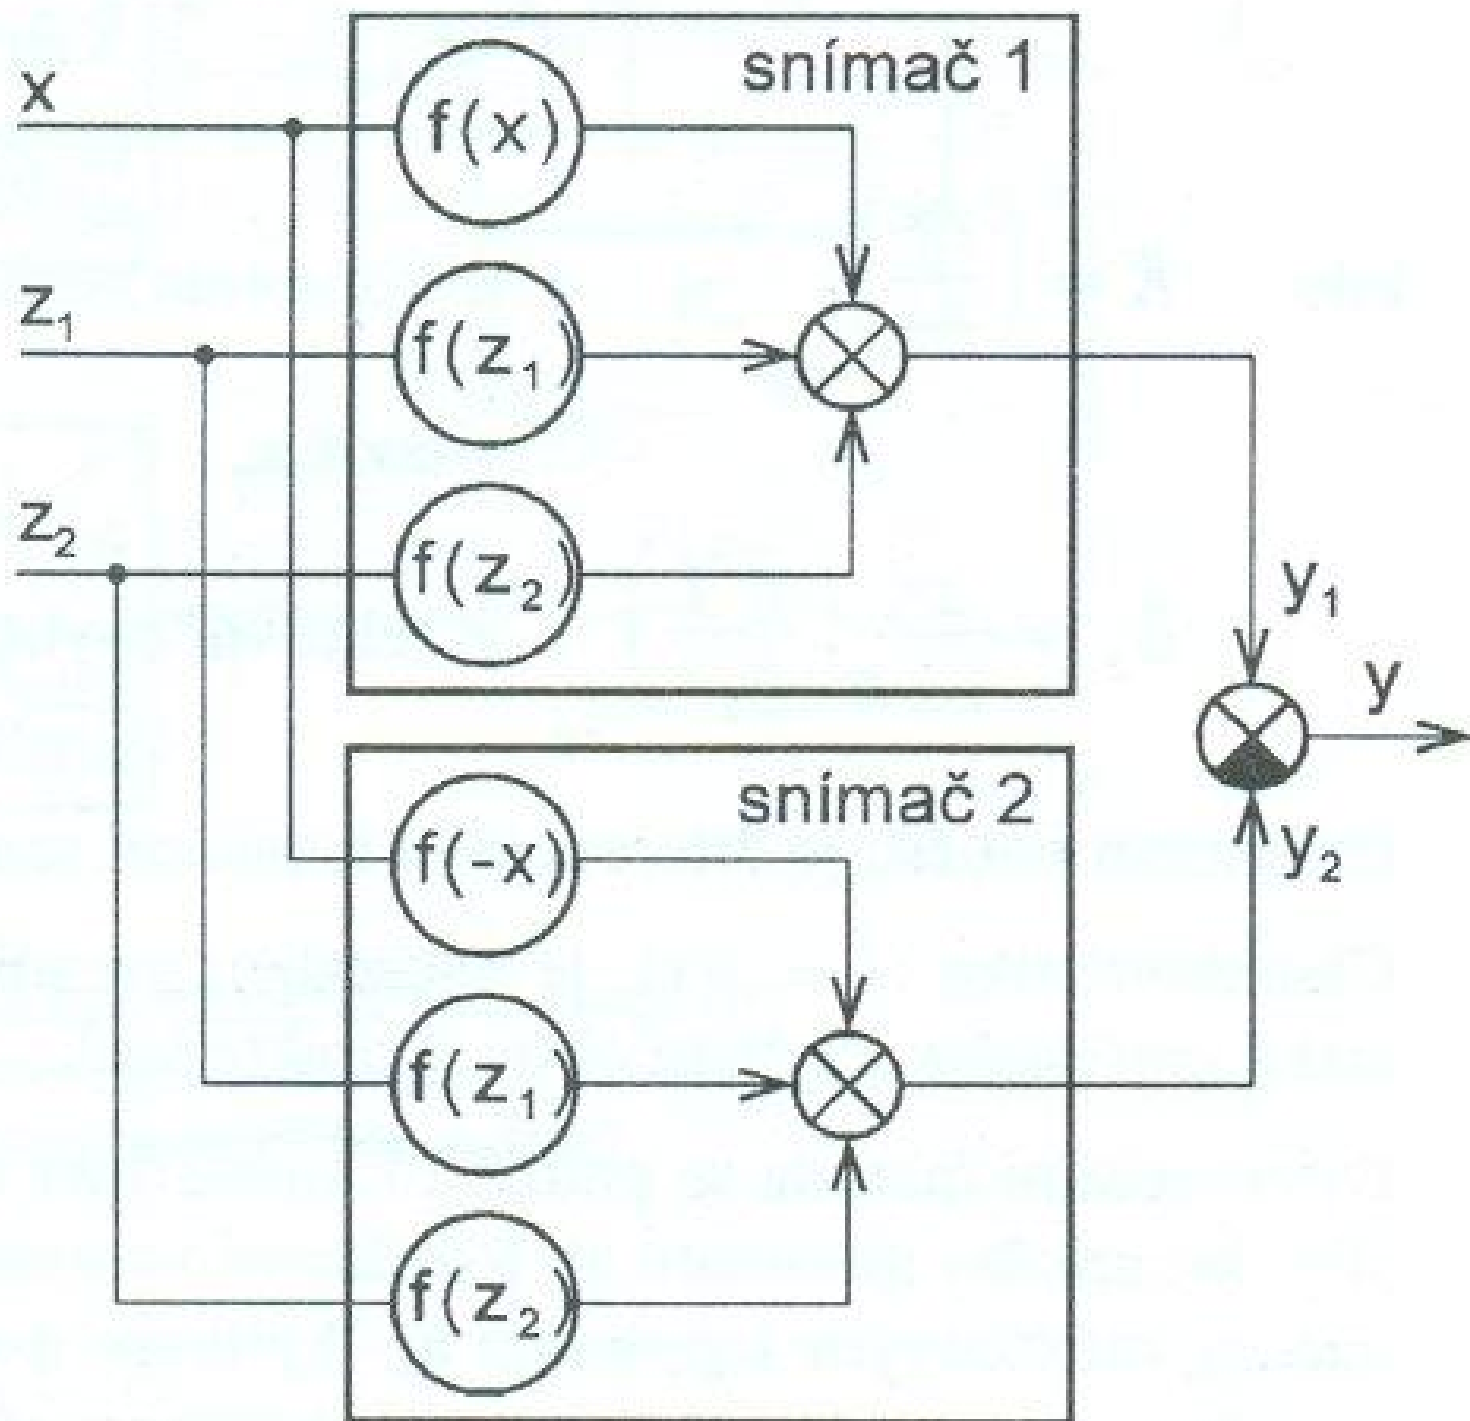 snímač 1
x
f(x)
z₁
f(z₁)
z₂
f(z₂)
y₁
y
snímač 2
f(-x)
y₂
f(z₁)
f(z₂)